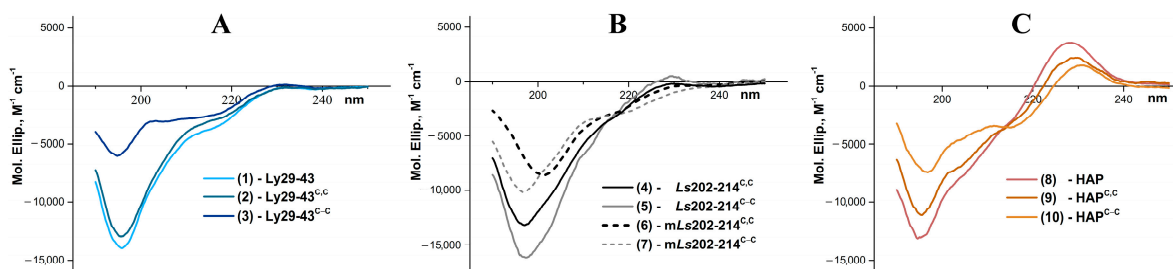 A
5000
0
−5000
−10,000
−15,000
200
220
240
nm
Mol. Ellip., M⁻¹ cm⁻¹
(1) - Ly29-43
(2) - Ly29-43C,C
(3) - Ly29-43C–C
B
5000
0
−5000
−10,000
−15,000
200
220
240
nm
Mol. Ellip., M⁻¹ cm⁻¹
(4) - Ls202-214C,C
(5) - Ls202-214C–C
(6) - mLs202-214C,C
(7) - mLs202-214C–C
C
5000
0
−5000
−10,000
−15,000
200
220
240
nm
Mol. Ellip., M⁻¹ cm⁻¹
(8) - HAP
(9) - HAPC,C
(10) - HAPC–C